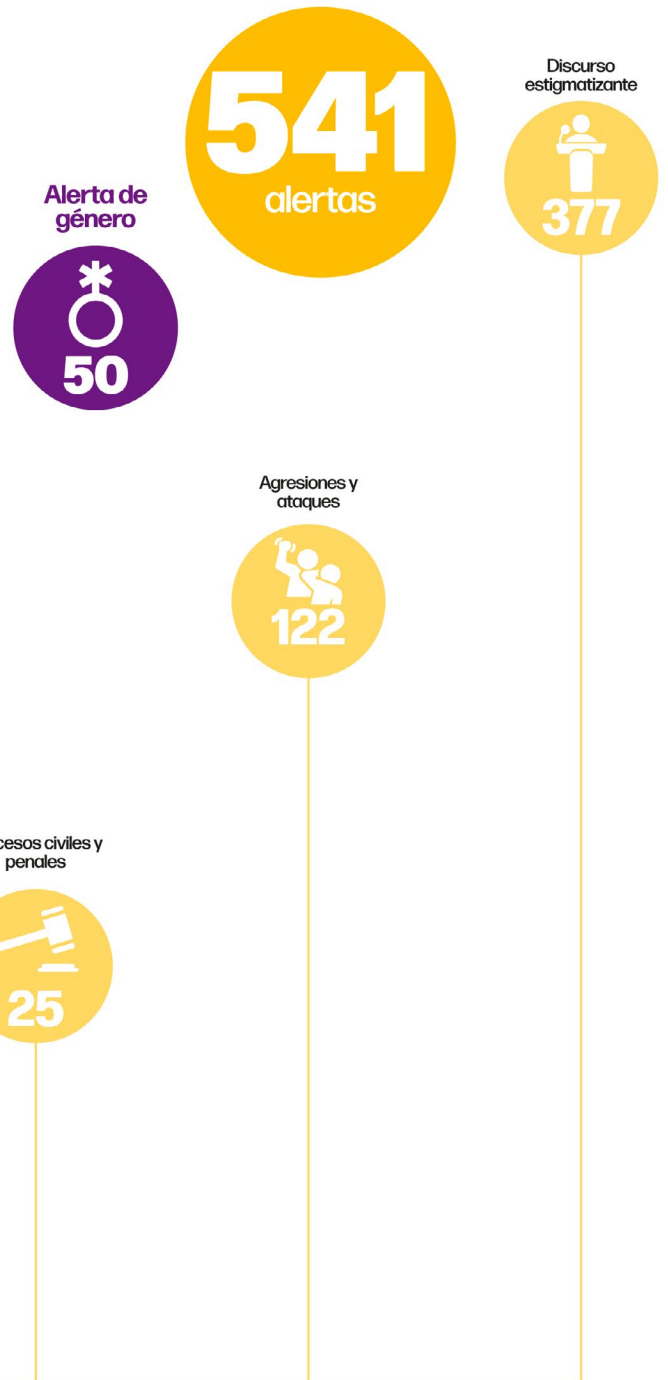 541
alertas
Discurso
estigmatizante
377
Alerta de
género
50
Agresiones y
ataques
122
civiles y
penales
25